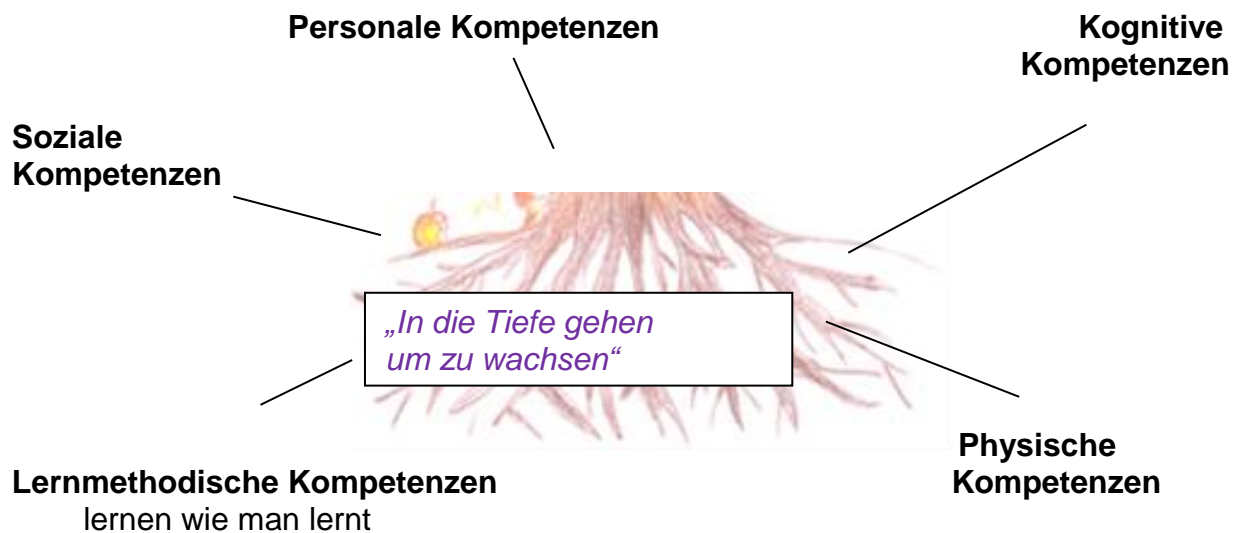 Personale Kompetenzen
Kognitive
Kompetenzen
Soziale
Kompetenzen
„In die Tiefe gehen
um zu wachsen“
Physische
Kompetenzen
Lernmethodische Kompetenzen
lernen wie man lernt